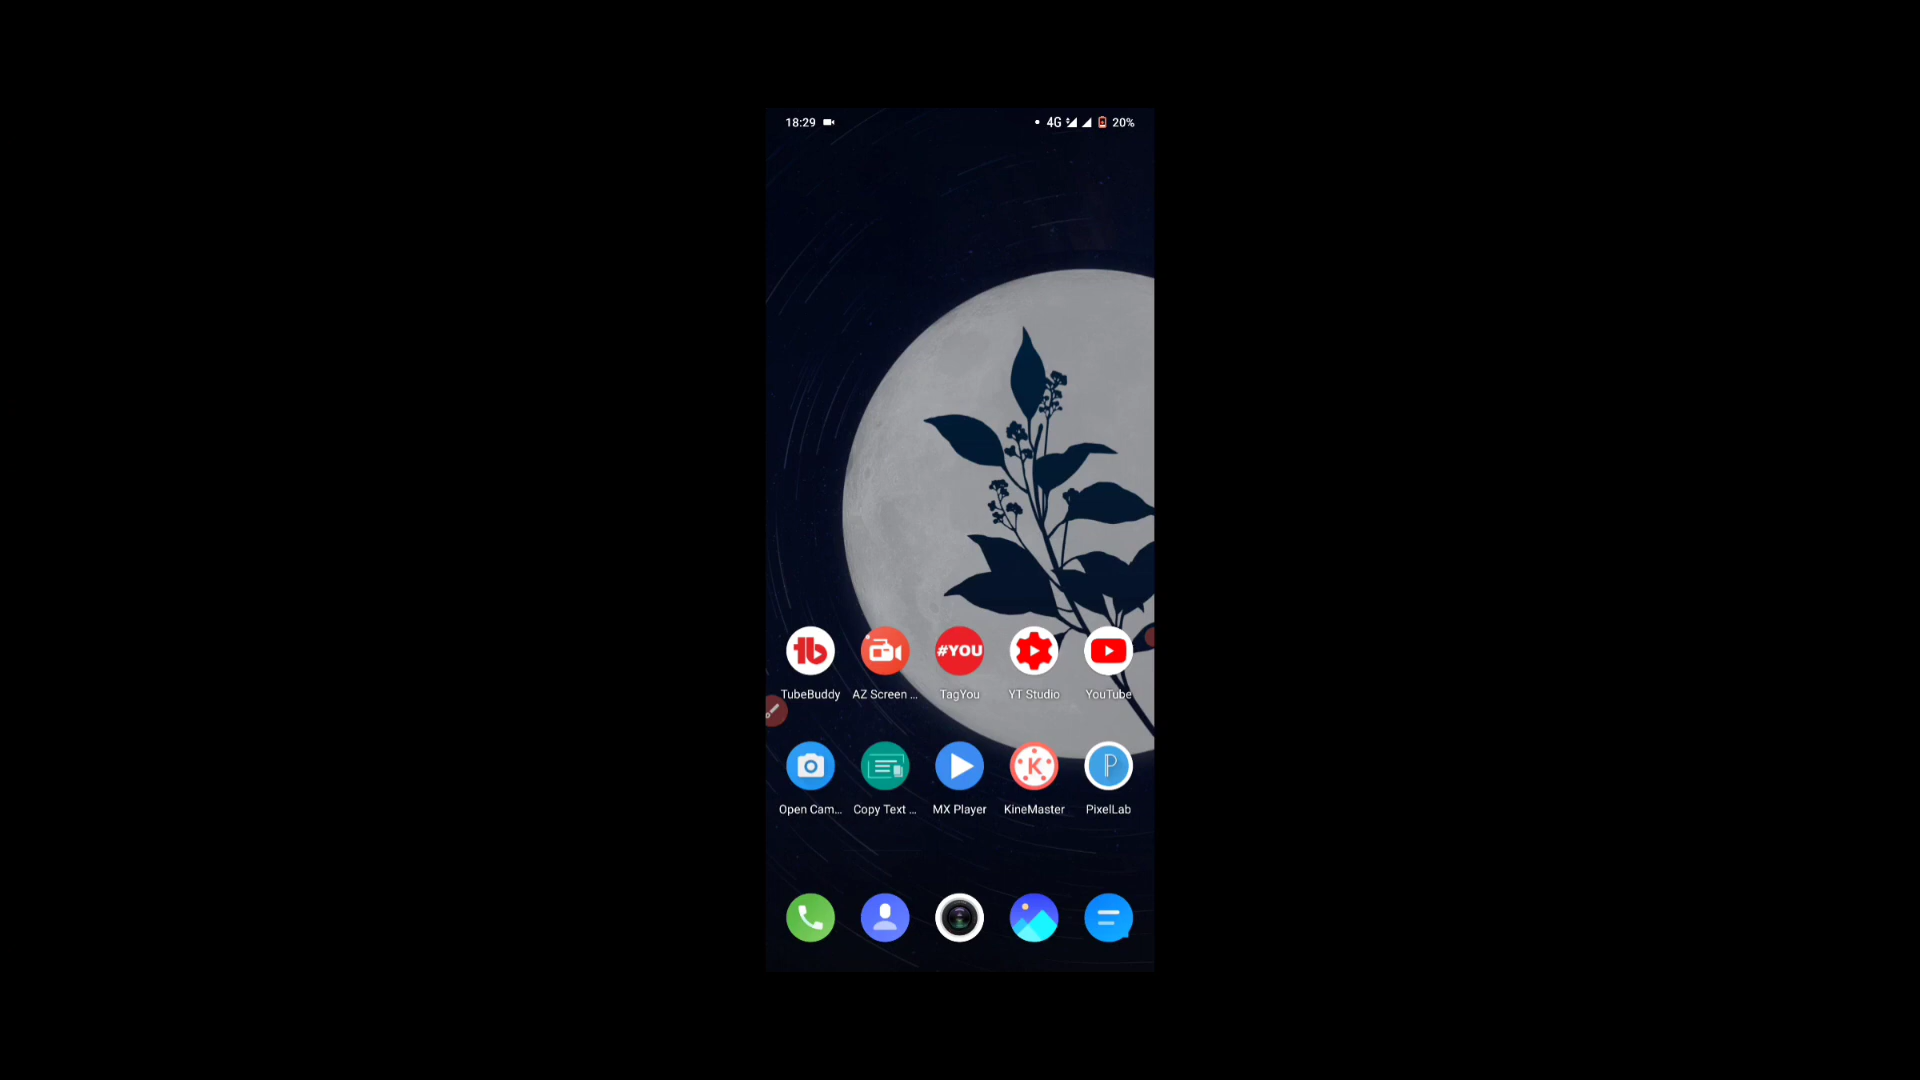 18:29 4G 20%
#YOU
TubeBuddy AZ Screen ... TagYou YT Studio YouTube
K P
Open Cam... Copy Text ... MX Player KineMaster PixelLab